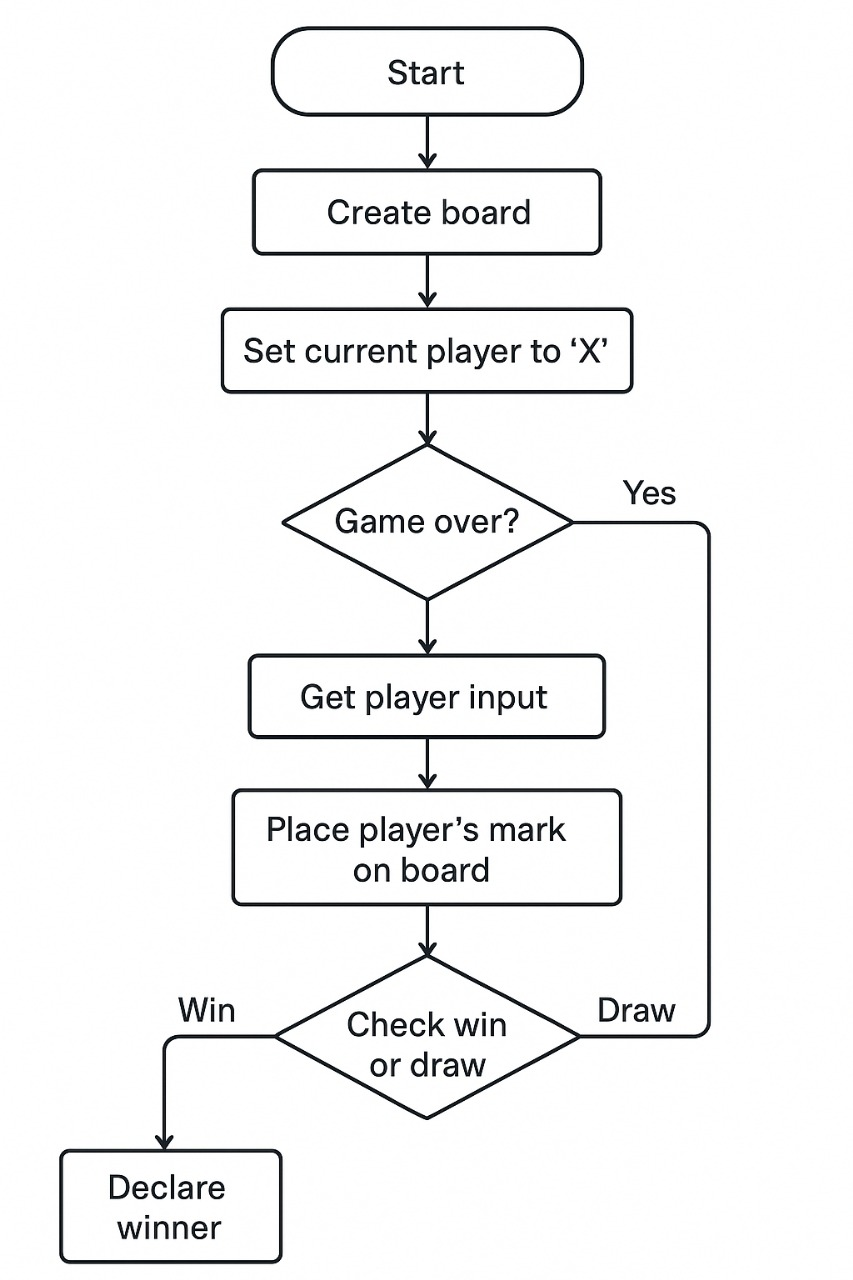 Start
Create board
Set current player to ‘X’
Game over?
Yes
Get player input
Place player’s mark
on board
Check win
or draw
Win
Draw
Declare
winner